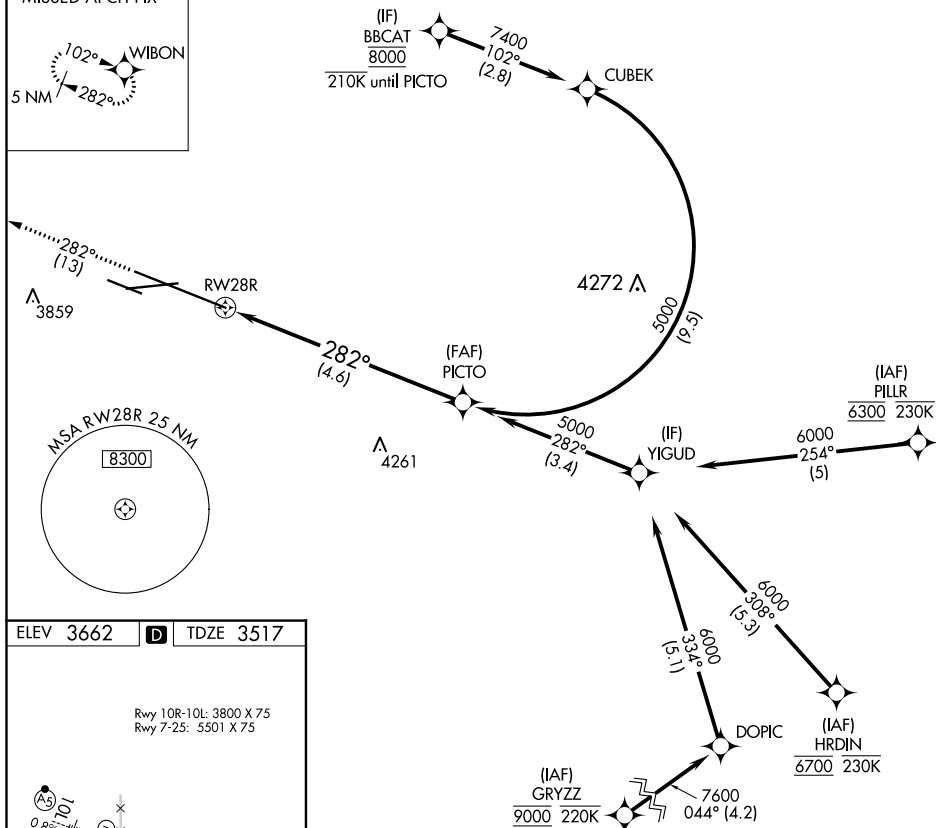 MISSED APCH FIX
WIBON
102°
282°
5 NM
(IF)
BBCAT
8000
210K until PICTO
7400
102°
(2.8)
CUBEK
282°
(13)
3859
RW28R
4272
5000
(9.5)
282°
(4.6)
(FAF)
PICTO
4261
5000
282°
(3.4)
(IF)
YIGUD
(IAF)
PILLR
6300 230K
6000
254°
(5)
MSA RW28R 25 NM
8300
6000
308°
(5.3)
6000
334°
(5.1)
DOPIC
(IAF)
HRDIN
6700 230K
(IAF)
GRYZZ
9000 220K
7600
044° (4.2)
ELEV 3662 D TDZE 3517
Rwy 10R-10L: 3800 X 75
Rwy 7-25: 5501 X 75
A5
10L